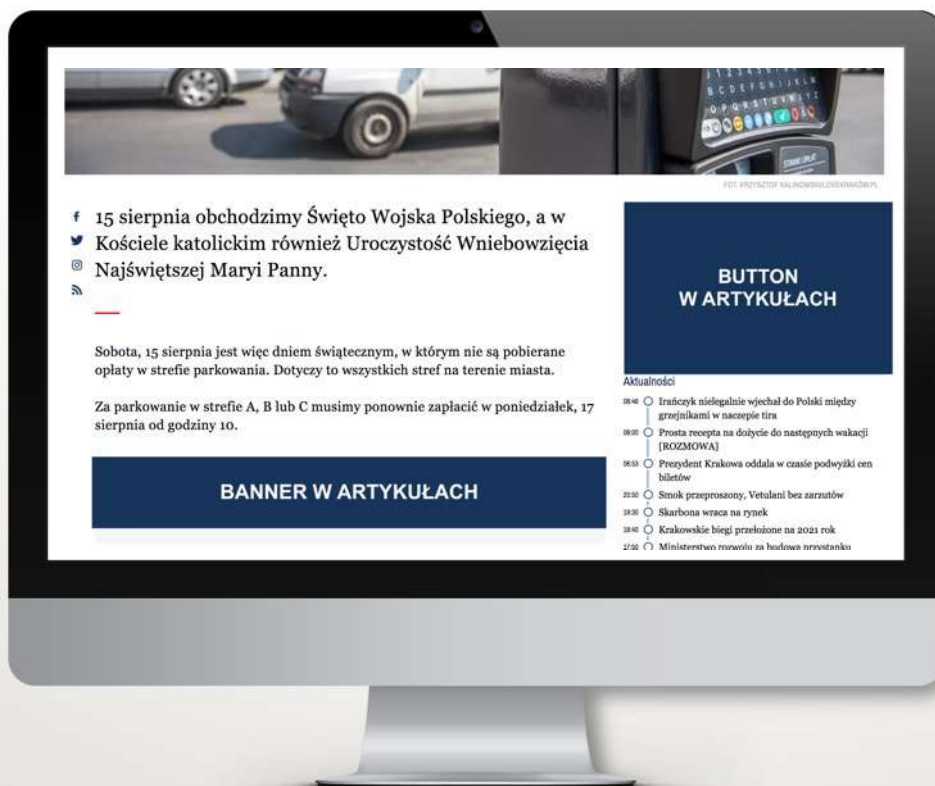 FOT. KRZYSZTOF KALINOWSKI/LOVEKRAKÓW.PL
15 sierpnia obchodzimy Święto Wojska Polskiego, a w
Kościele katolickim również Uroczystość Wniebowzięcia
Najświętszej Maryi Panny.
Sobota, 15 sierpnia jest więc dniem świątecznym, w którym nie są pobierane
opłaty w strefie parkowania. Dotyczy to wszystkich stref na terenie miasta.
Za parkowanie w strefie A, B lub C musimy ponownie zapłacić w poniedziałek, 17
sierpnia od godziny 10.
BANNER W ARTYKUŁACH
BUTTON
W ARTYKUŁACH
Aktualności
08:46 Irańczyk nielegalnie wjechał do Polski między
grzejnikami w naczepie tira
08:00 Prosta recepta na dożycie do następnych wakacji
[ROZMOWA]
06:53 Prezydent Krakowa oddala w czasie podwyżki cen
biletów
20:50 Smok przeproszony, Vetulani bez zarzutów
19:30 Skarbona wraca na rynek
18:40 Krakowskie biegi przełożone na 2021 rok
17:50 Ministerstwo rozwoju za budową przystanku